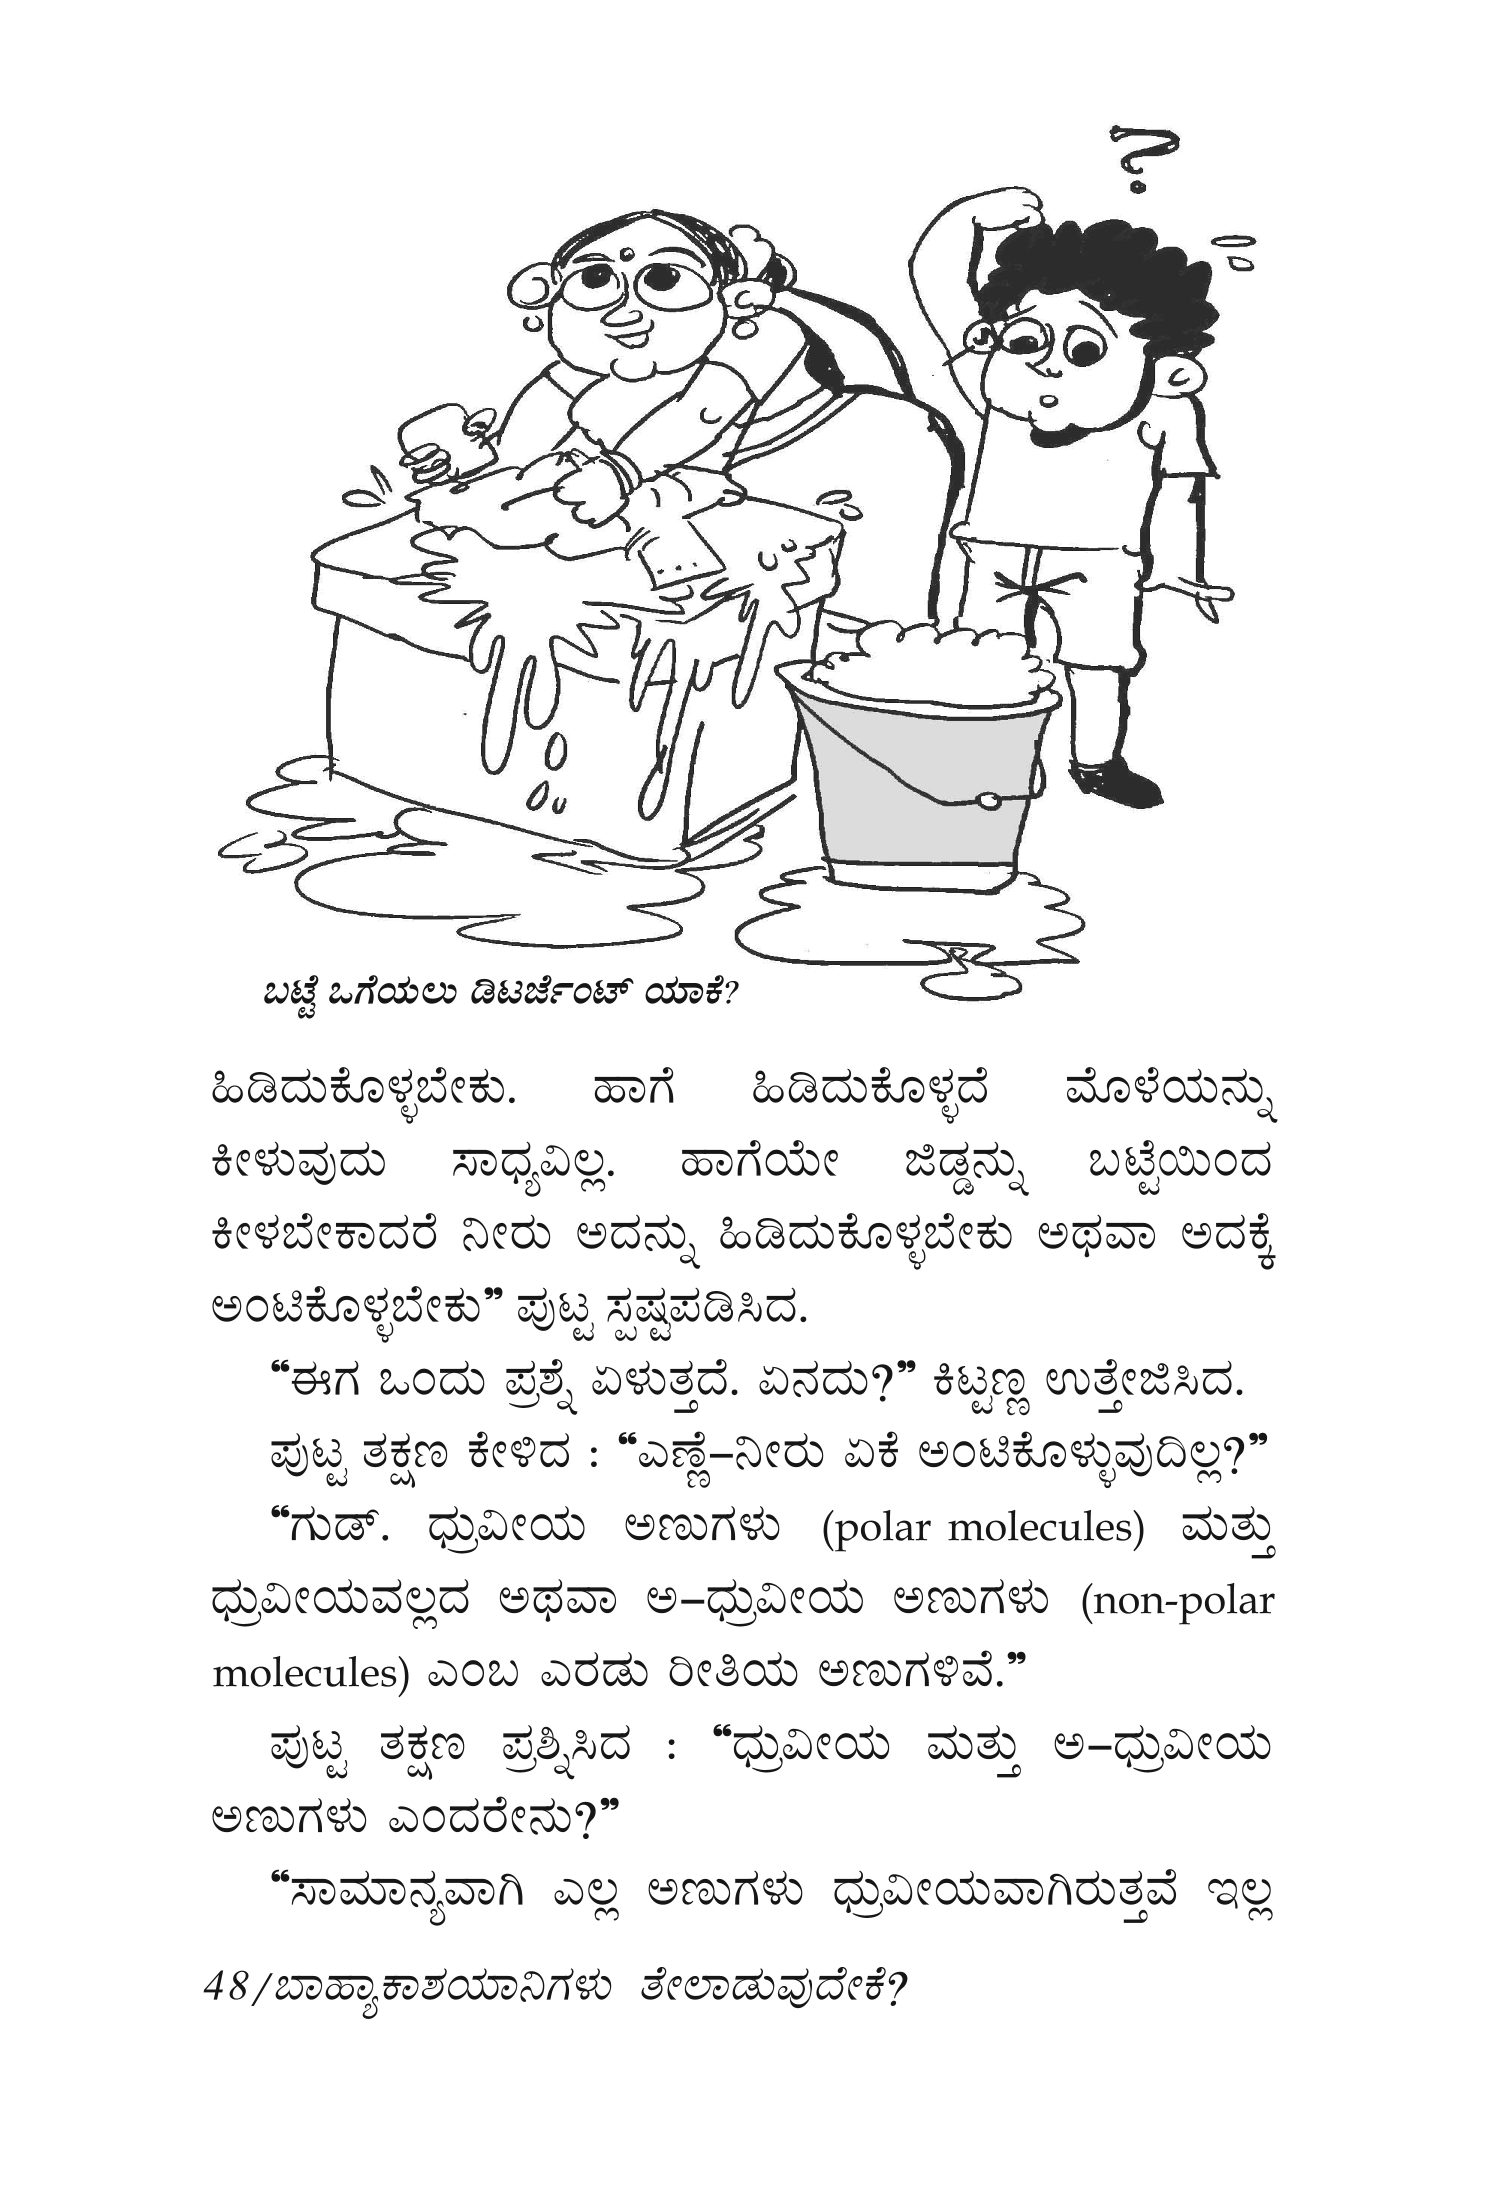 ?
ಬಟ್ಟೆ ಒಗೆಯಲು ಡಿಟರ್ಜೆಂಟ್ ಯಾಕೆ?
ಹಿಡಿದುಕೊಳ್ಳಬೇಕು. ಹಾಗೆ ಹಿಡಿದುಕೊಳ್ಳದೆ ಮೊಳೆಯನ್ನು
ಕೀಳುವುದು ಸಾಧ್ಯವಿಲ್ಲ. ಹಾಗೆಯೇ ಜಿಡ್ಡನ್ನು ಬಟ್ಟೆಯಿಂದ
ಕೀಳಬೇಕಾದರೆ ನೀರು ಅದನ್ನು ಹಿಡಿದುಕೊಳ್ಳಬೇಕು ಅಥವಾ ಅದಕ್ಕೆ
ಅಂಟಿಕೊಳ್ಳಬೇಕು” ಪುಟ್ಟ ಸ್ಪಷ್ಟಪಡಿಸಿದ.
“ಈಗ ಒಂದು ಪ್ರಶ್ನೆ ಏಳುತ್ತದೆ. ಏನದು?” ಕಿಟ್ಟಣ್ಣ ಉತ್ತೇಜಿಸಿದ.
ಪುಟ್ಟ ತಕ್ಷಣ ಕೇಳಿದ : “ಎಣ್ಣೆ–ನೀರು ಏಕೆ ಅಂಟಿಕೊಳ್ಳುವುದಿಲ್ಲ?”
“ಗುಡ್. ಧ್ರುವೀಯ ಅಣುಗಳು (polar molecules) ಮತ್ತು
ಧ್ರುವೀಯವಲ್ಲದ ಅಥವಾ ಅ–ಧ್ರುವೀಯ ಅಣುಗಳು (non-polar
molecules) ಎಂಬ ಎರಡು ರೀತಿಯ ಅಣುಗಳಿವೆ.”
ಪುಟ್ಟ ತಕ್ಷಣ ಪ್ರಶ್ನಿಸಿದ : “ಧ್ರುವೀಯ ಮತ್ತು ಅ–ಧ್ರುವೀಯ
ಅಣುಗಳು ಎಂದರೇನು?”
“ಸಾಮಾನ್ಯವಾಗಿ ಎಲ್ಲ ಅಣುಗಳು ಧ್ರುವೀಯವಾಗಿರುತ್ತವೆ ಇಲ್ಲ
48/ಬಾಹ್ಯಾಕಾಶಯಾನಿಗಳು ತೇಲಾಡುವುದೇಕೆ?